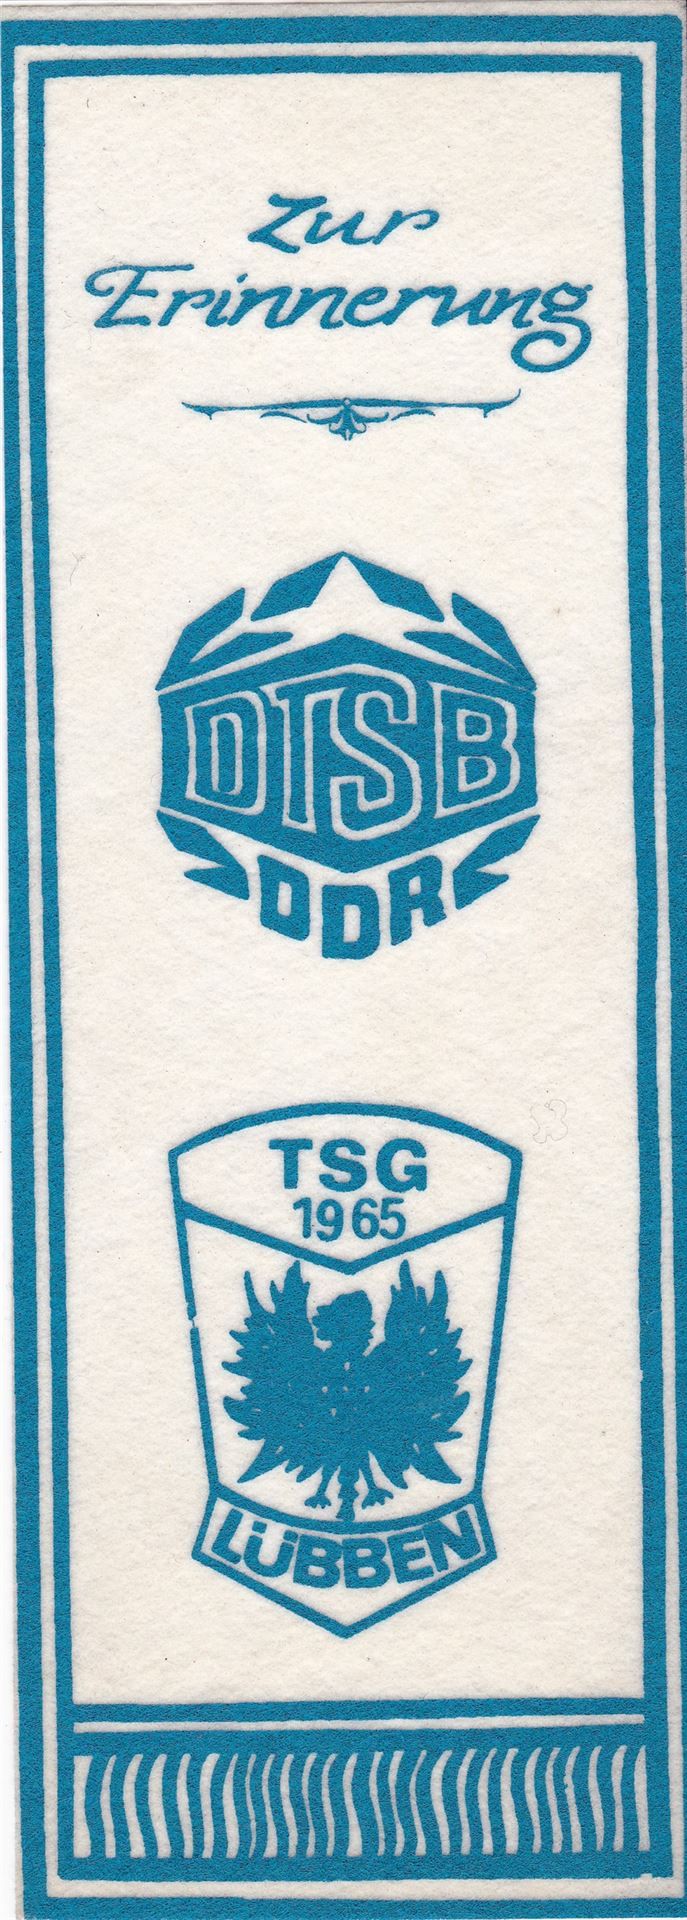 Zur
Erinnerung
DTSB
DDR
TSG
1965
LÜBBEN